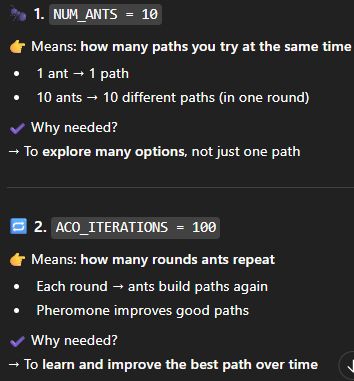 🐜 1. NUM_ANTS = 10
👉 Means: how many paths you try at the same time
• 1 ant → 1 path
• 10 ants → 10 different paths (in one round)
✔ Why needed?
→ To explore many options, not just one path
🔁 2. ACO_ITERATIONS = 100
👉 Means: how many rounds ants repeat
• Each round → ants build paths again
• Pheromone improves good paths
✔ Why needed?
→ To learn and improve the best path over time